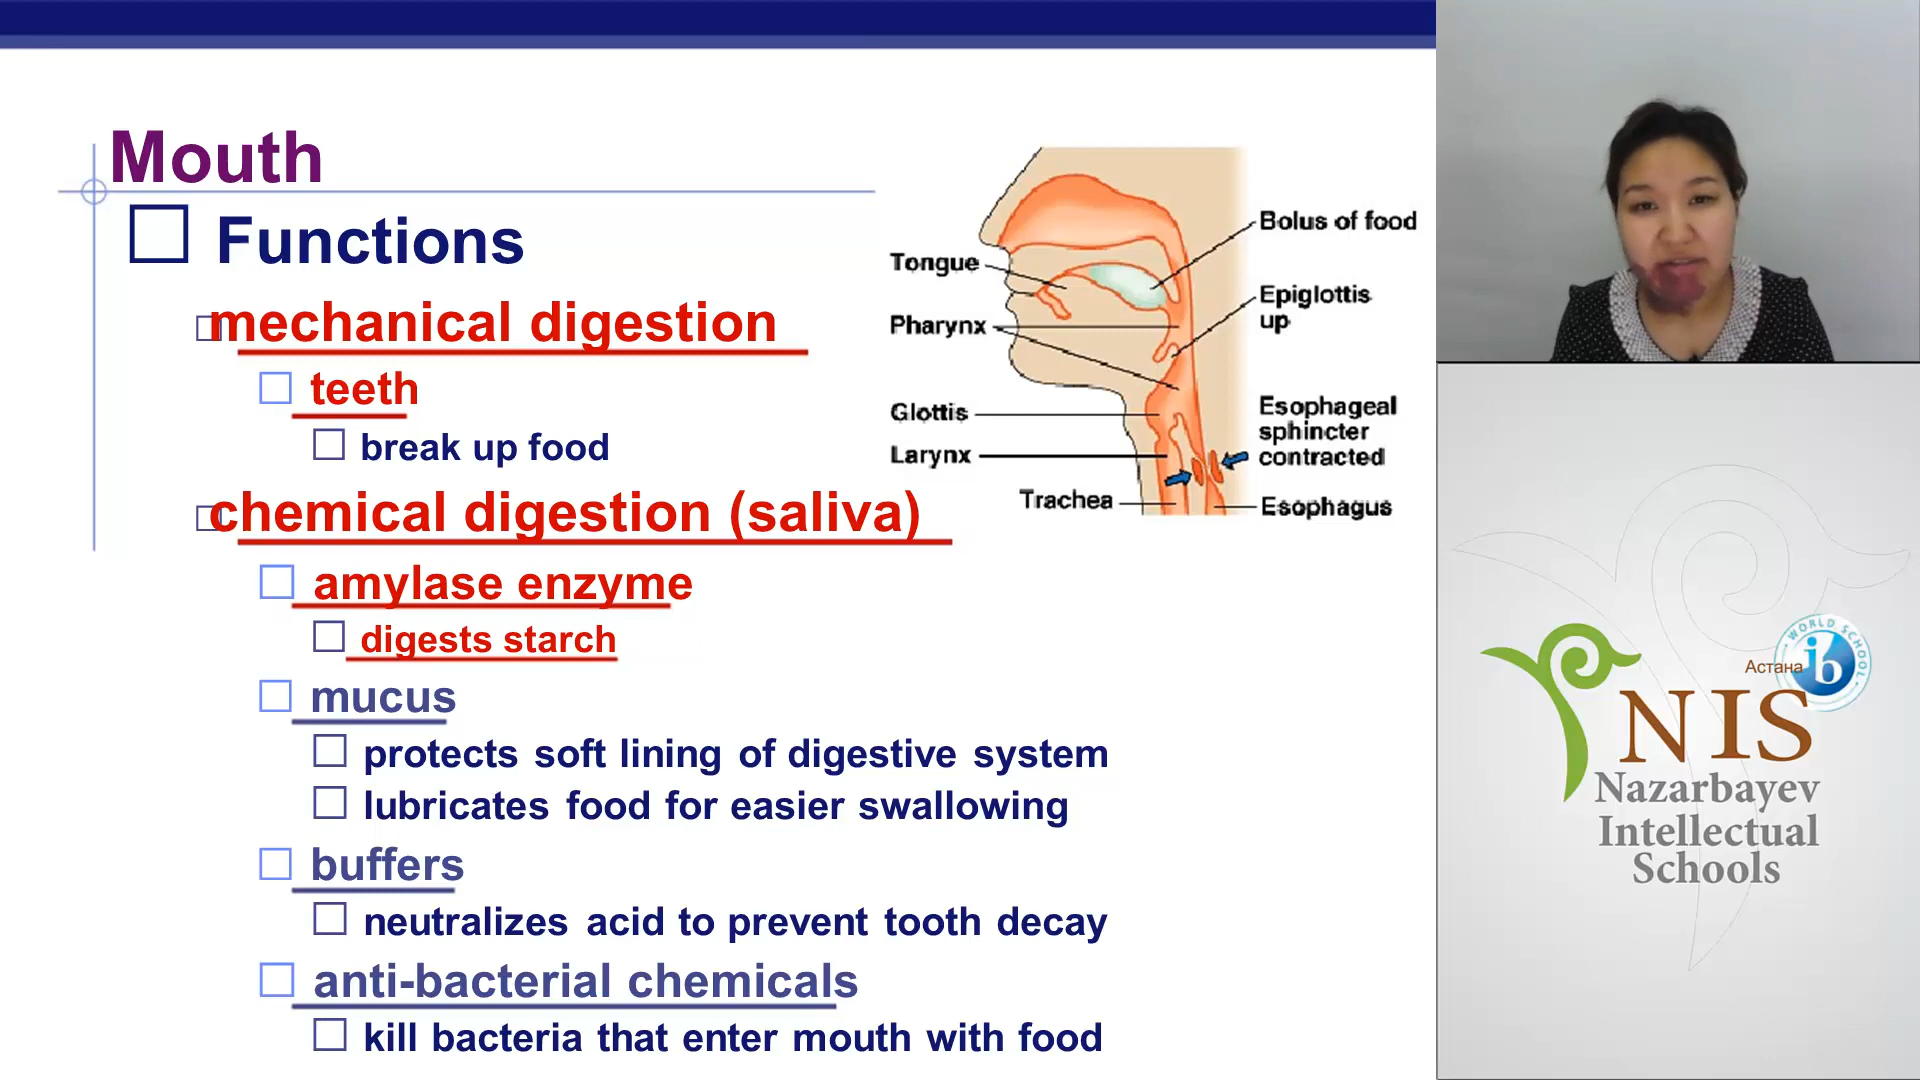 Mouth
Functions
mechanical digestion
teeth
break up food
chemical digestion (saliva)
amylase enzyme
digests starch
mucus
protects soft lining of digestive system
lubricates food for easier swallowing
buffers
neutralizes acid to prevent tooth decay
anti-bacterial chemicals
kill bacteria that enter mouth with food
Tongue
Pharynx
Glottis
Larynx
Trachea
Bolus of food
Epiglottis
up
Esophageal
sphincter
contracted
Esophagus
WORLD SCHOOL
ib
Астана
NIS
Nazarbayev
Intellectual
Schools